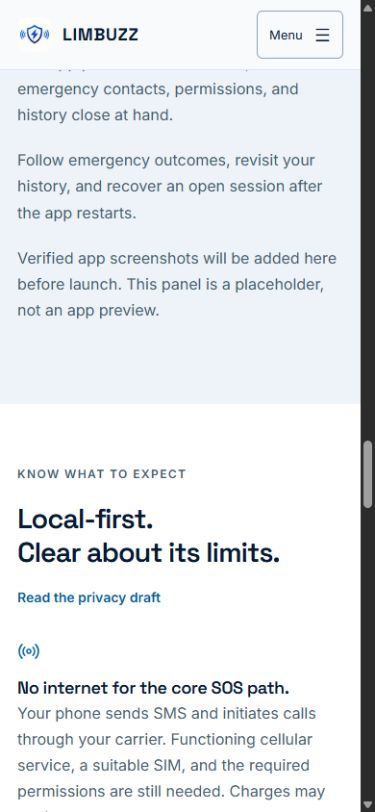 LIMBUZZ
Menu
emergency contacts, permissions, and
history close at hand.
Follow emergency outcomes, revisit your
history, and recover an open session after
the app restarts.
Verified app screenshots will be added here
before launch. This panel is a placeholder,
not an app preview.
KNOW WHAT TO EXPECT
Local-first.
Clear about its limits.
Read the privacy draft
No internet for the core SOS path.
Your phone sends SMS and initiates calls
through your carrier. Functioning cellular
service, a suitable SIM, and the required
permissions are still needed. Charges may